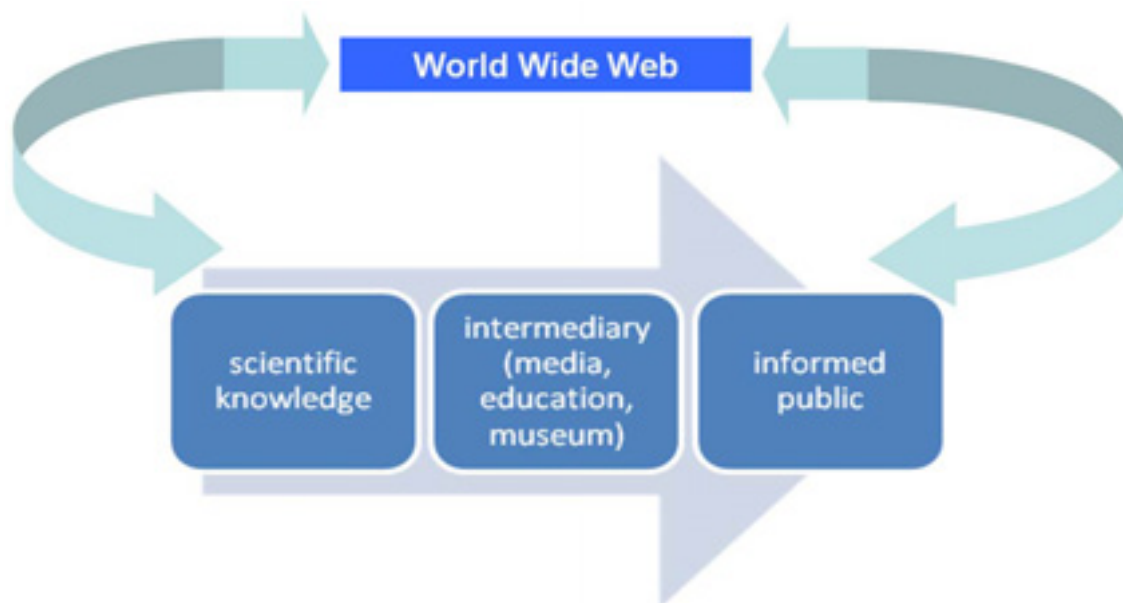 World Wide Web
scientific
knowledge
intermediary
(media,
education,
museum)
informed
public